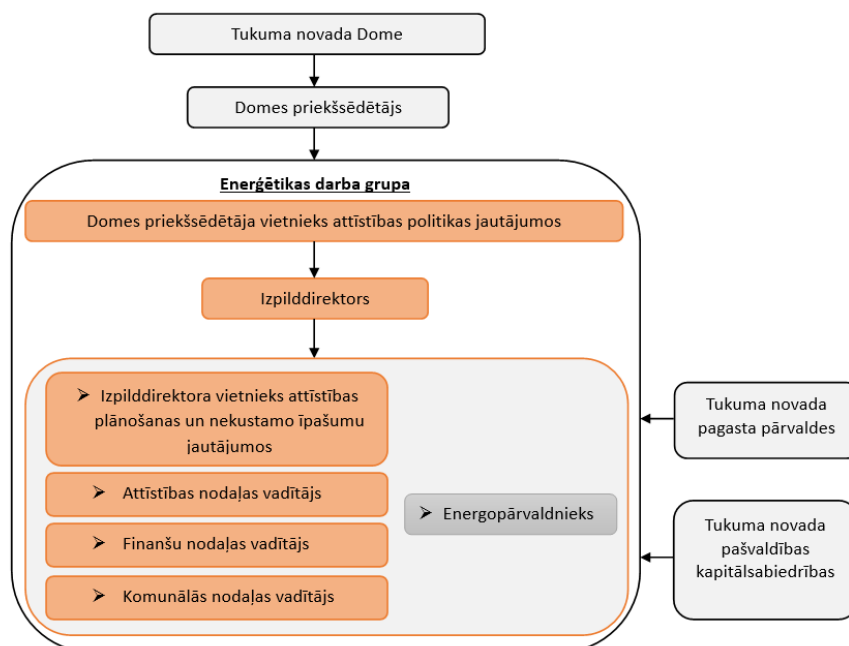 Tukuma novada Dome
Domes priekšsēdētājs
Enerģētikas darba grupa
Domes priekšsēdētāja vietnieks attīstības politikas jautājumos
Izpilddirektors
➢ Izpilddirektora vietnieks attīstības
plānošanas un nekustamo īpašumu
jautājumos
➢ Attīstības nodaļas vadītājs
➢ Finanšu nodaļas vadītājs
➢ Komunālās nodaļas vadītājs
➢ Energopārvaldnieks
Tukuma novada
pagasta pārvaldes
Tukuma novada
pašvaldības
kapitālsabiedrības